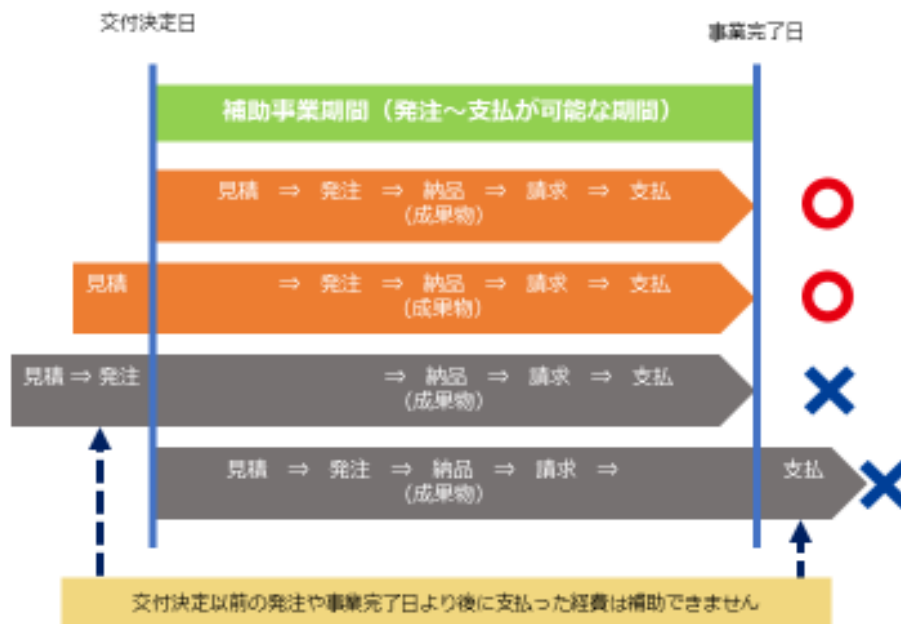 交付決定日
事業完了日
補助事業期間（発注～支払が可能な期間）
見積 ⇒ 発注 ⇒ 納品 ⇒ 請求 ⇒ 支払
(成果物)
見積 ⇒ 発注 ⇒ 納品 ⇒ 請求 ⇒ 支払
(成果物)
見積 ⇒ 発注 ⇒ 納品 ⇒ 請求 ⇒ 支払
(成果物)
見積 ⇒ 発注 ⇒ 納品 ⇒ 請求 ⇒ 支払
(成果物)
交付決定以前の発注や事業完了日より後に支払った経費は補助できません